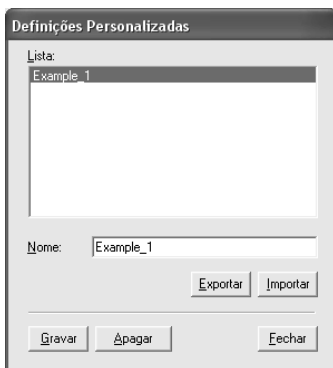 Definições Personalizadas
Lista:
Example_1
Nome: Example_1
Exportar Importar
Gravar Apagar Fechar